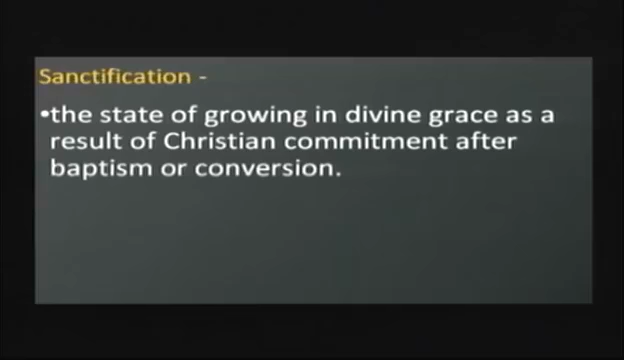 Sanctification -
•the state of growing in divine grace as a
result of Christian commitment after
baptism or conversion.